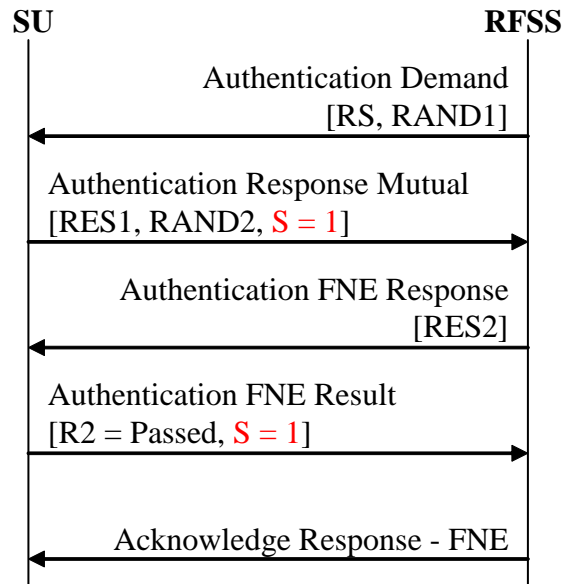 SU RFSS
Authentication Demand
[RS, RAND1]
Authentication Response Mutual
[RES1, RAND2, S = 1]
Authentication FNE Response
[RES2]
Authentication FNE Result
[R2 = Passed, S = 1]
Acknowledge Response - FNE